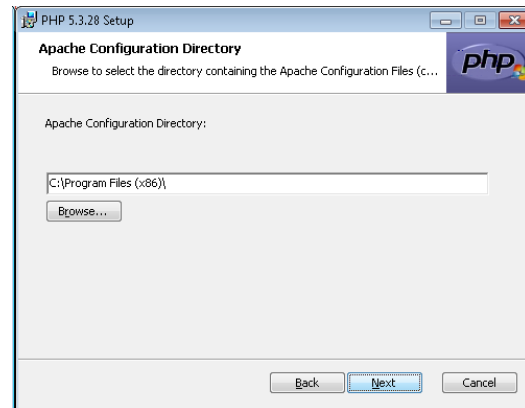 PHP 5.3.28 Setup
Apache Configuration Directory
Browse to select the directory containing the Apache Configuration Files (c...
php
Apache Configuration Directory:
C:\Program Files (x86)\
Browse...
Back
Next
Cancel